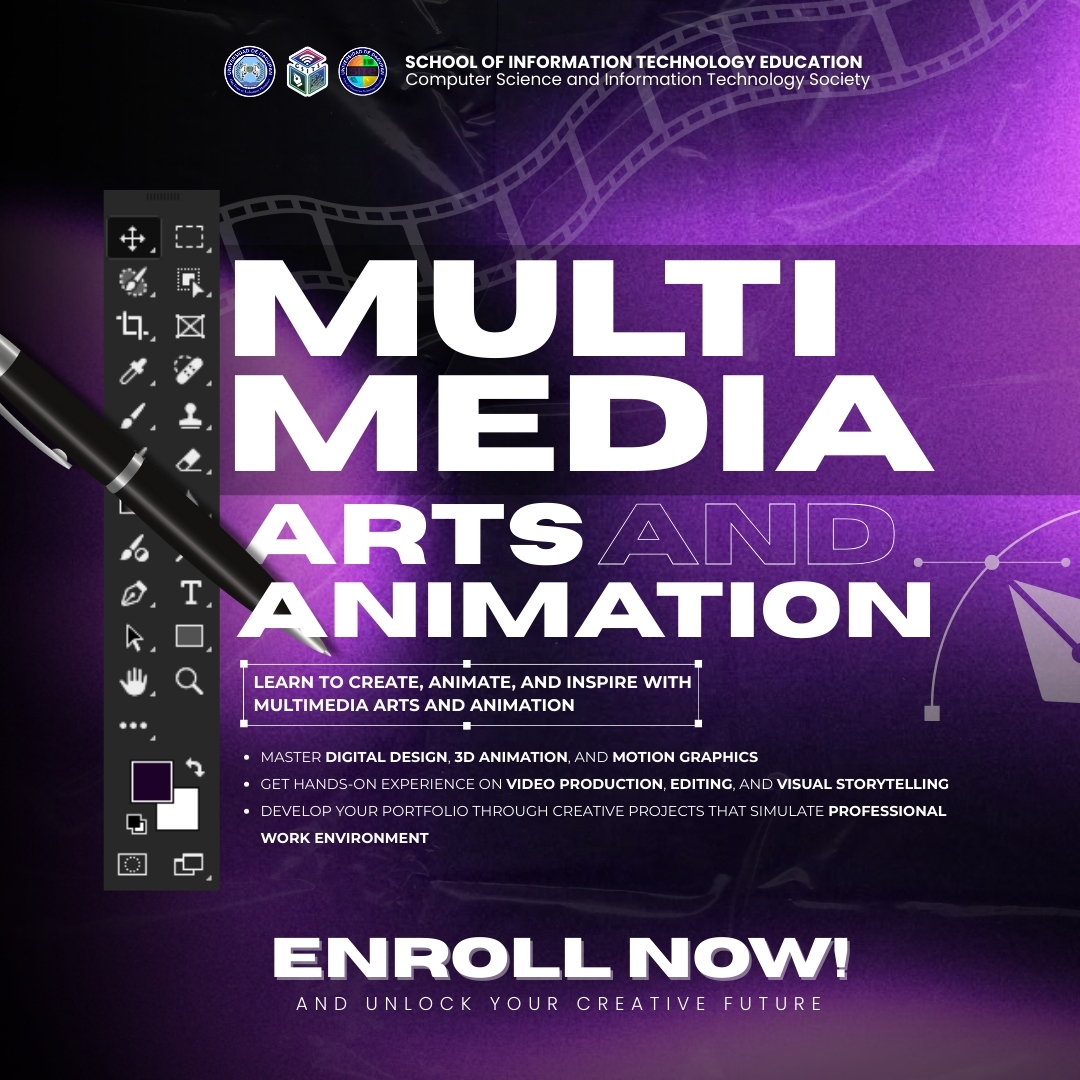 SCHOOL OF INFORMATION TECHNOLOGY EDUCATION
Computer Science and Information Technology Society
MULTI
MEDIA
ARTS AND
ANIMATION
LEARN TO CREATE, ANIMATE, AND INSPIRE WITH
MULTIMEDIA ARTS AND ANIMATION
• MASTER DIGITAL DESIGN, 3D ANIMATION, AND MOTION GRAPHICS
• GET HANDS-ON EXPERIENCE ON VIDEO PRODUCTION, EDITING, AND VISUAL STORYTELLING
• DEVELOP YOUR PORTFOLIO THROUGH CREATIVE PROJECTS THAT SIMULATE PROFESSIONAL
WORK ENVIRONMENT
ENROLL NOW!
AND UNLOCK YOUR CREATIVE FUTURE